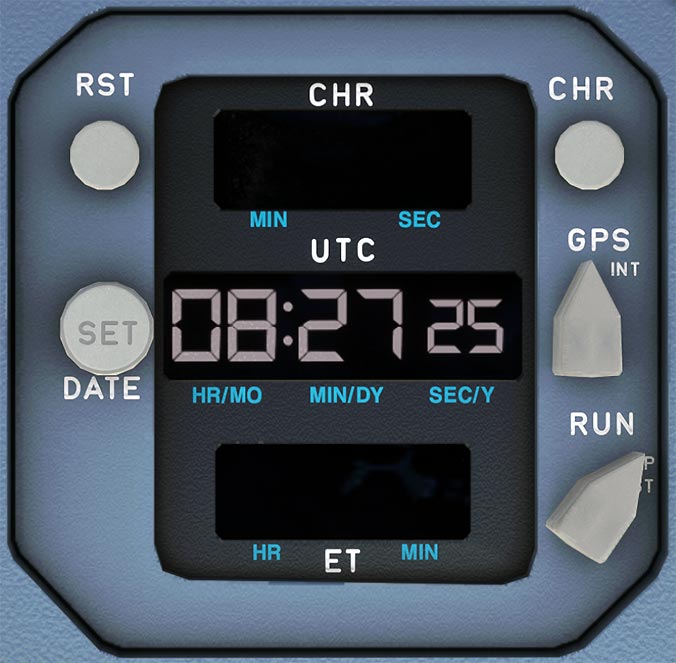 RST
CHR
CHR
MIN SEC
GPS
INT
UTC
08:27 25
SET
DATE
HR/MO MIN/DY SEC/Y
RUN
HR ET MIN